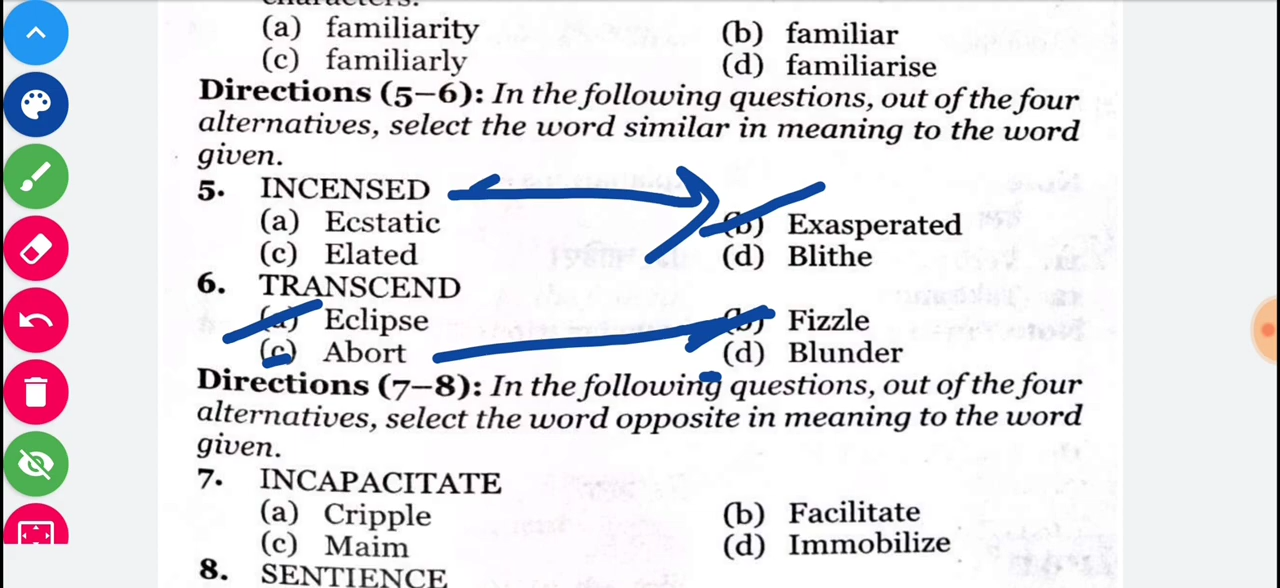 (a) familiarity (b) familiar
(c) familiarly (d) familiarise
Directions (5–6): In the following questions, out of the four
alternatives, select the word similar in meaning to the word
given.
5. INCENSED
(a) Ecstatic (b) Exasperated
(c) Elated (d) Blithe
6. TRANSCEND
(a) Eclipse (b) Fizzle
(c) Abort (d) Blunder
Directions (7–8): In the following questions, out of the four
alternatives, select the word opposite in meaning to the word
given.
7. INCAPACITATE
(a) Cripple (b) Facilitate
(c) Maim (d) Immobilize
8. SENTIENCE